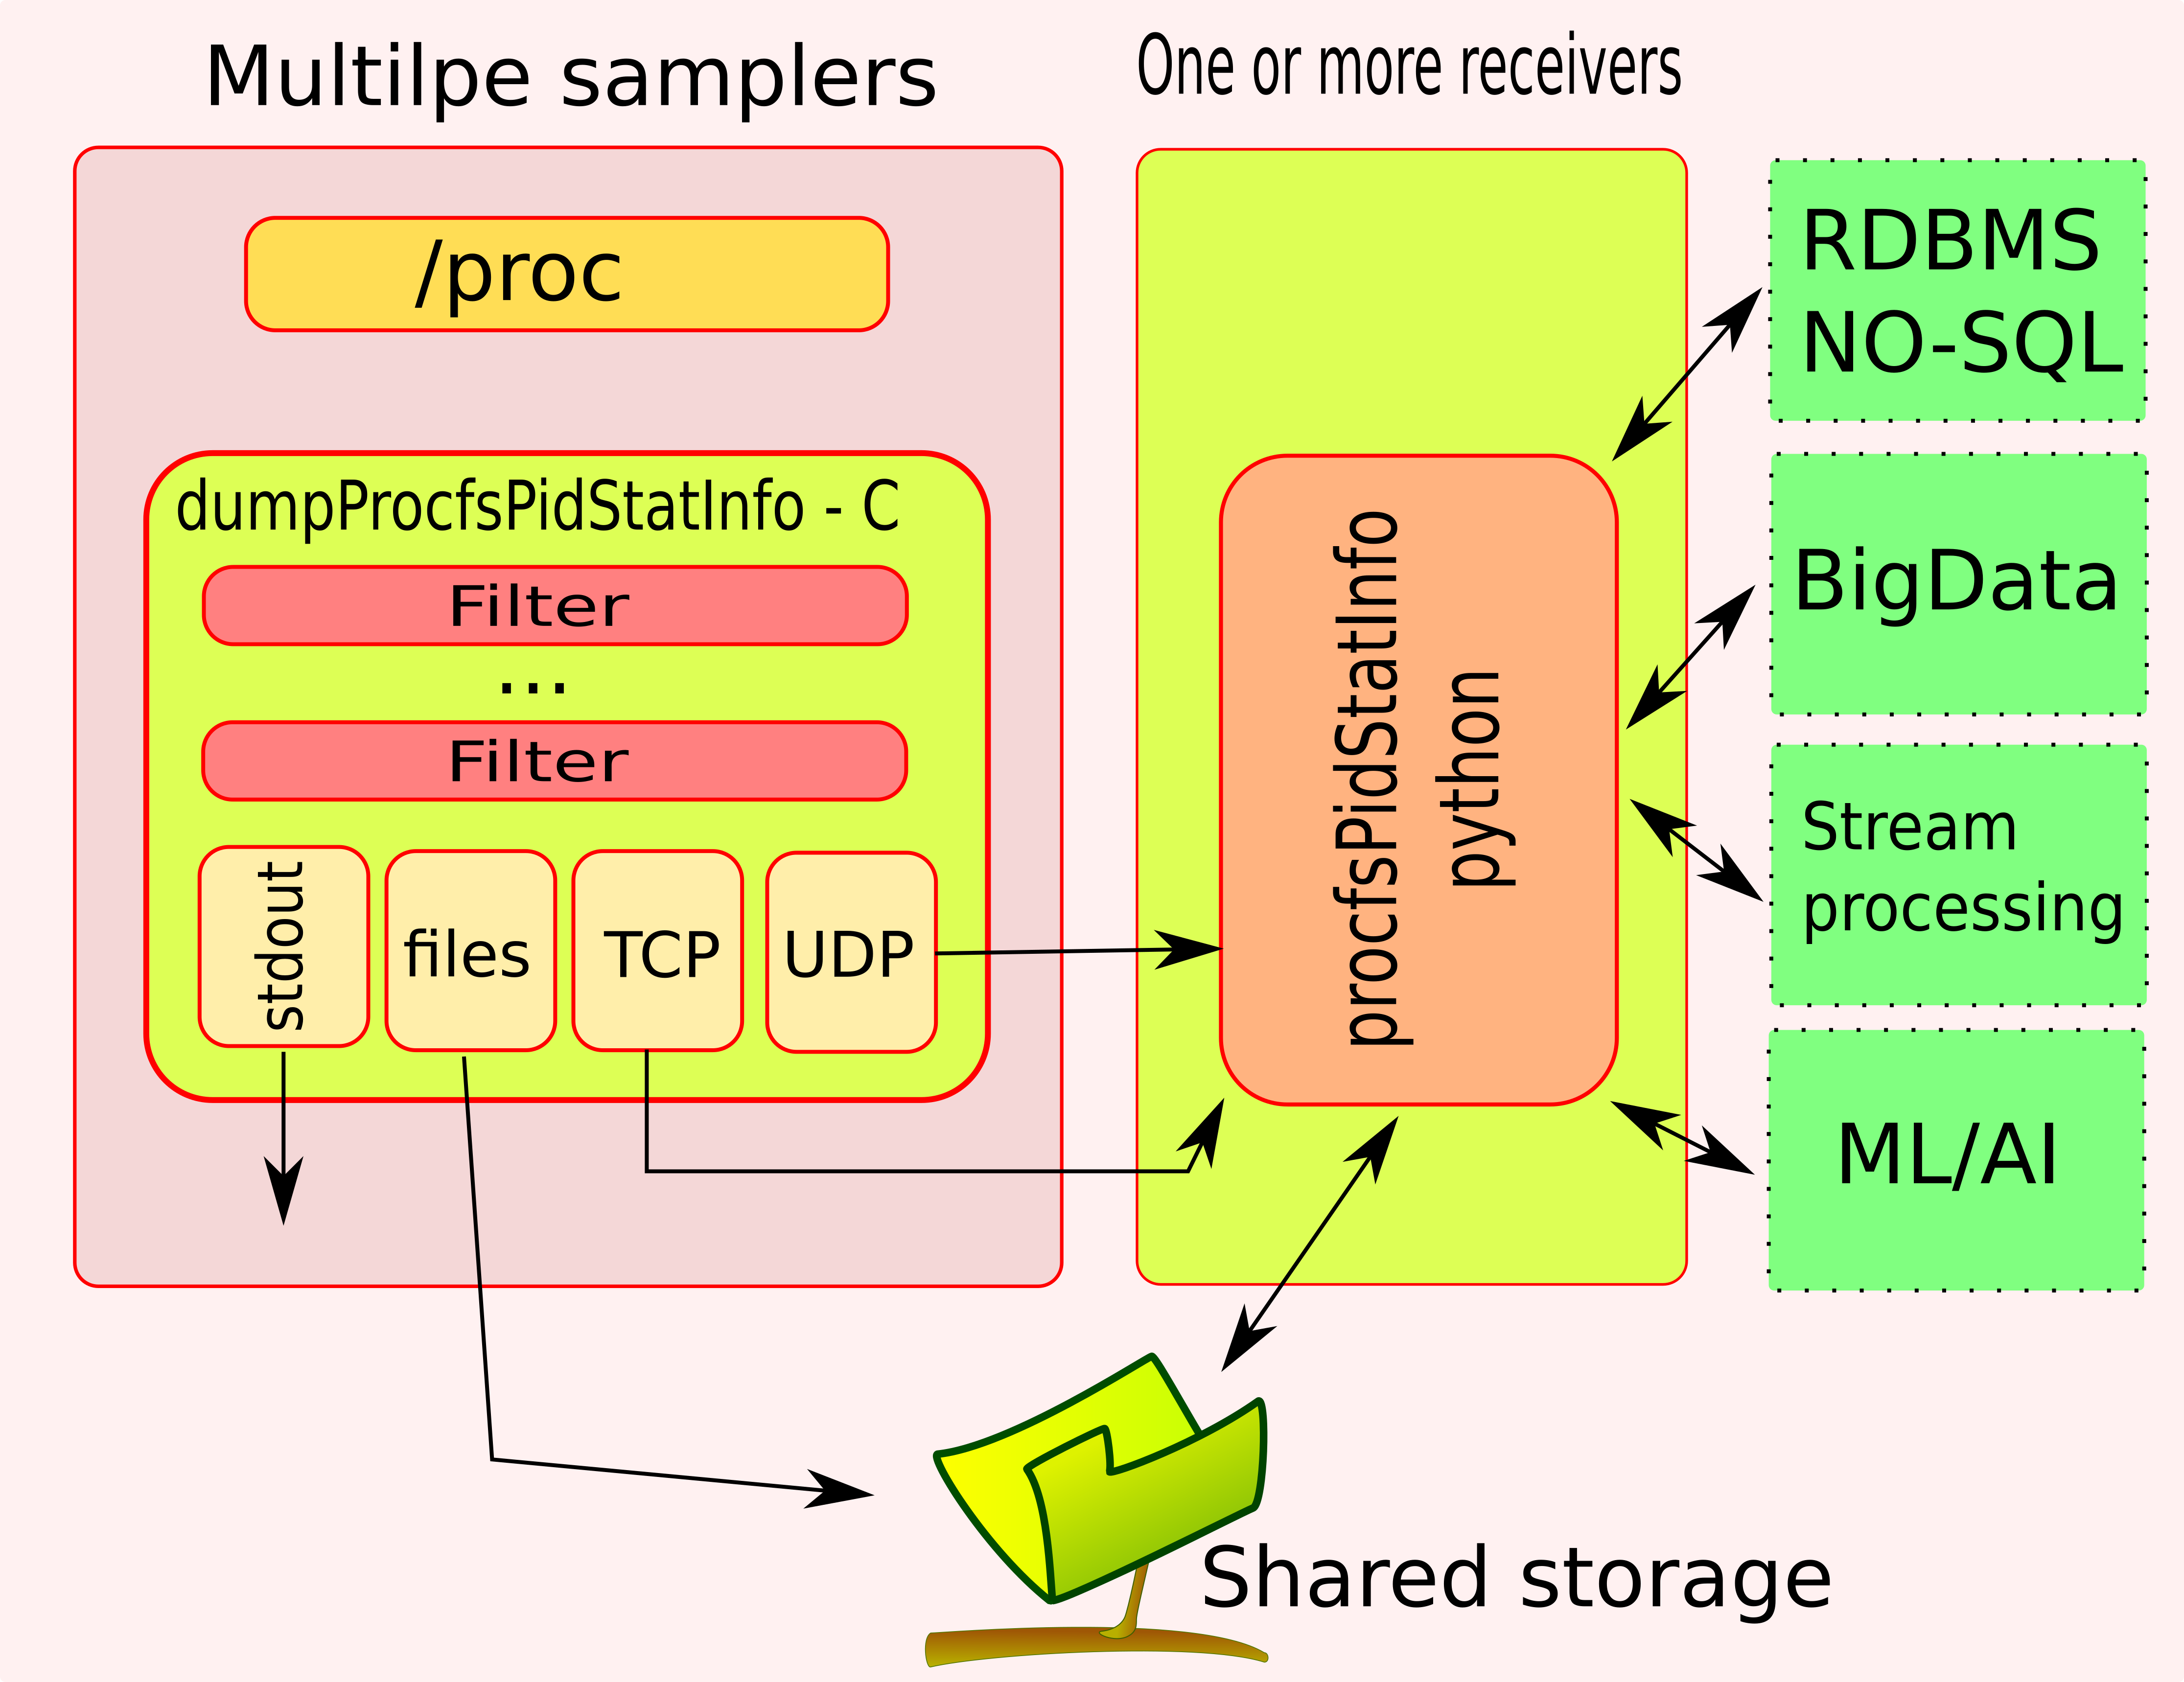 Multilpe samplers
One or more receivers
/proc
dumpProcfsPidStatInfo - C
Filter
...
Filter
stdout
files
TCP
UDP
procfsPidStatInfo
python
RDBMS
NO-SQL
BigData
Stream
processing
ML/AI
Shared storage